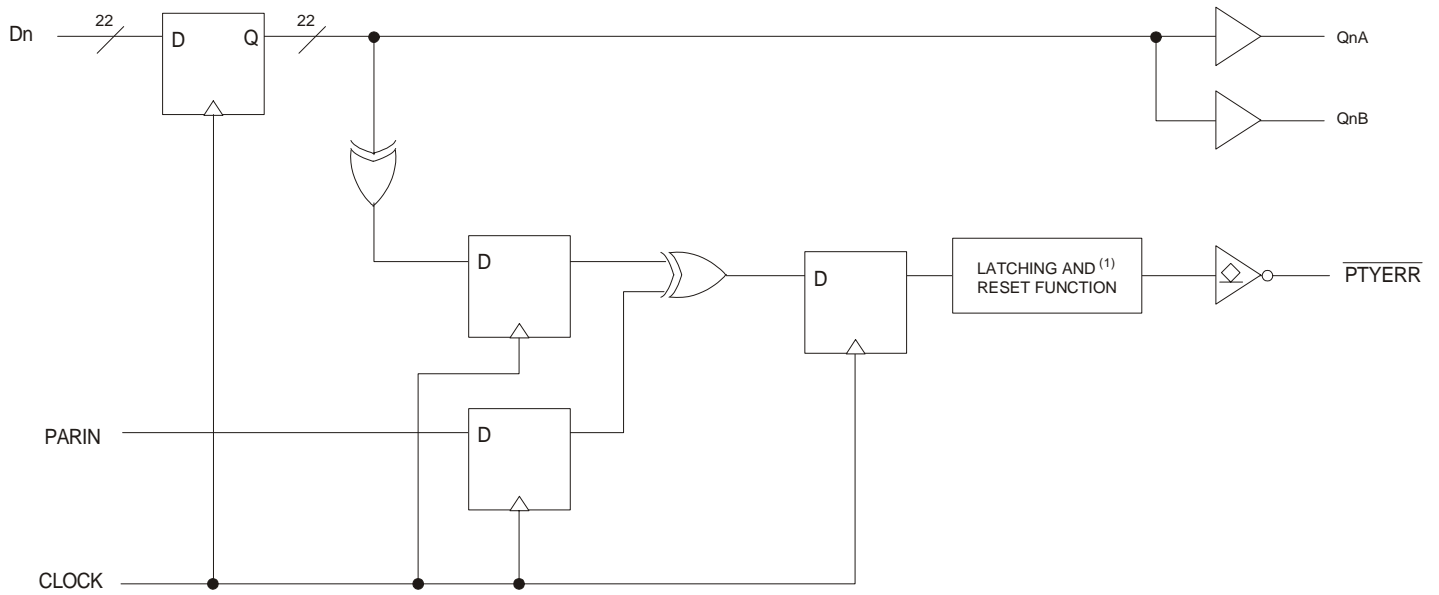 Dn
22
D
Q
22
QnA
QnB
D
D
LATCHING AND (1)
RESET FUNCTION
PTYERR
PARIN
D
CLOCK